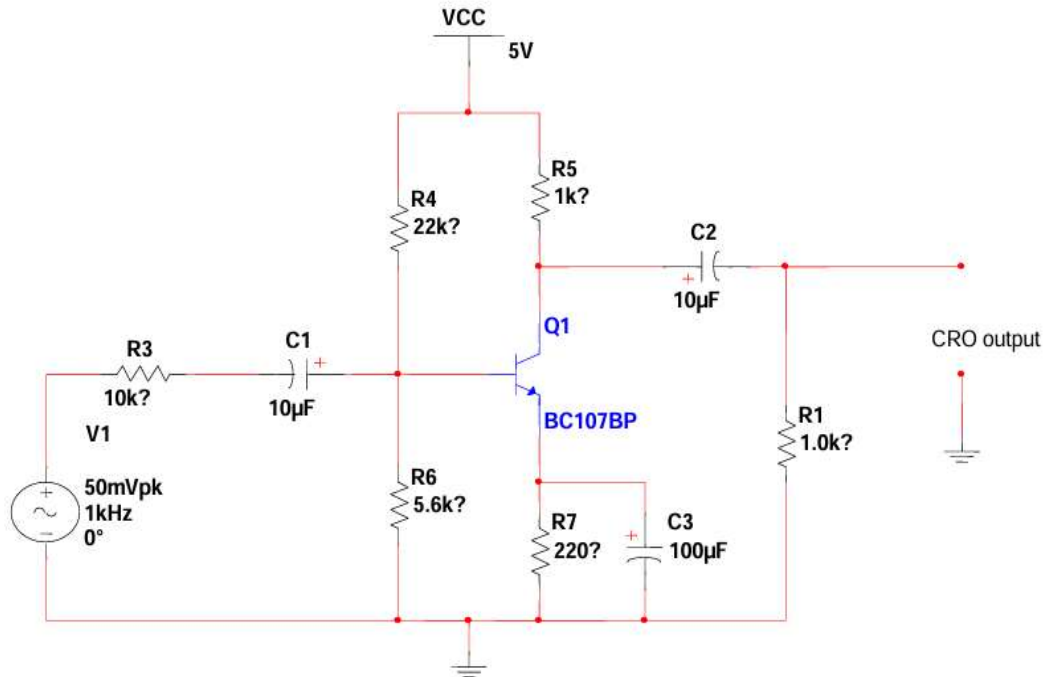 VCC
5V
R5
1k?
R4
22k?
C2
10µF
Q1
CRO output
R3
10k?
C1
10µF
BC107BP
V1
R1
1.0k?
R6
5.6k?
50mVpk
1kHz
0°
R7
220?
C3
100µF